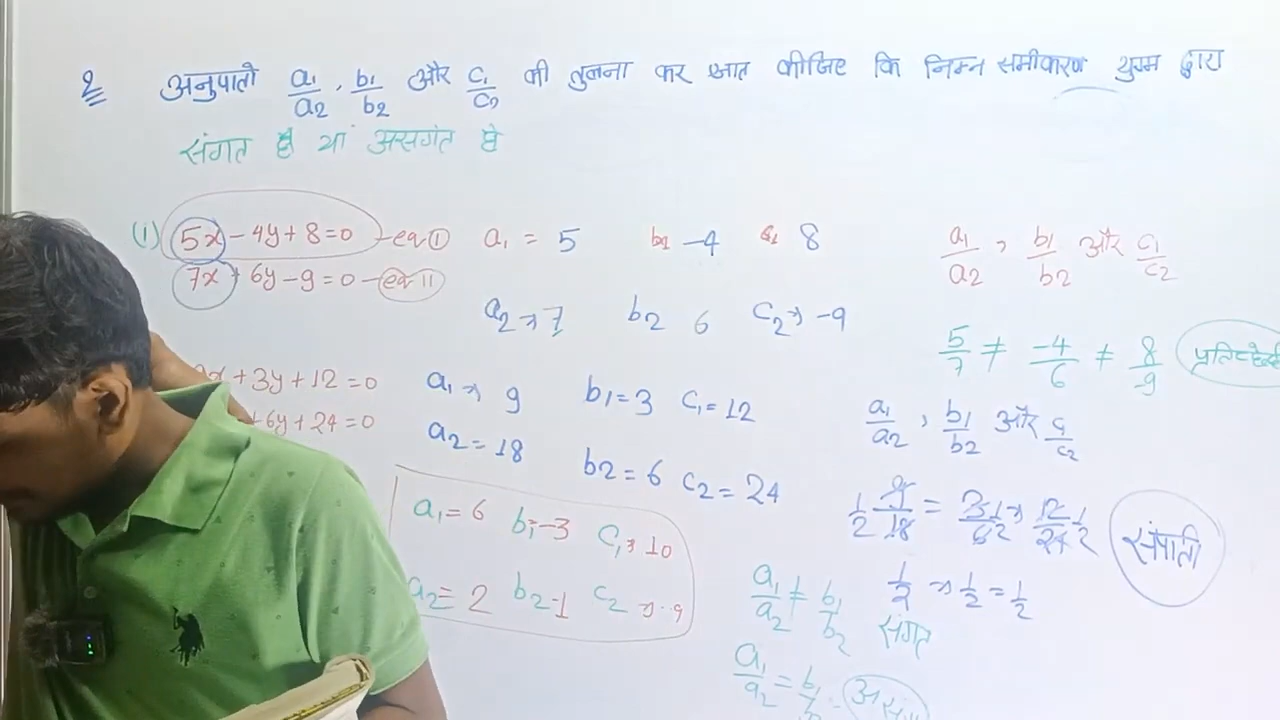 2 अनुपातो a1/a2 , b1/b2 और c1/c2 की तुलना कर ज्ञात कीजिए कि निम्न समीकरण युग्म द्वारा
संगत है यां असगंत है
(i) 5x - 4y + 8 = 0 - eq ①
7x + 6y - 9 = 0 - eq ॥
a1 = 5 b1 -4 c1 8
a2 → 7 b2 6 c2 → -9
a1/a2 , b1/b2 और c1/c2
5/7 ≠ -4/6 ≠ 8/-9
x + 3y + 12 = 0
+ 6y + 24 = 0
a1 → 9 b1 = 3 c1 = 12
a2 = 18 b2 = 6 c2 = 24
a1/a2 , b1/b2 और c1/c2
1/2 9/18 = 3/6 1/2 → 12/24 1/2
संपाती
1/2 → 1/2 = 1/2
a1 = 6 b1 = -3 c1 → 10
a2 = 2 b2 -1 c2 → -9
a1/a2 ≠ b1/b2 संगत
a1/a2 = b1/b